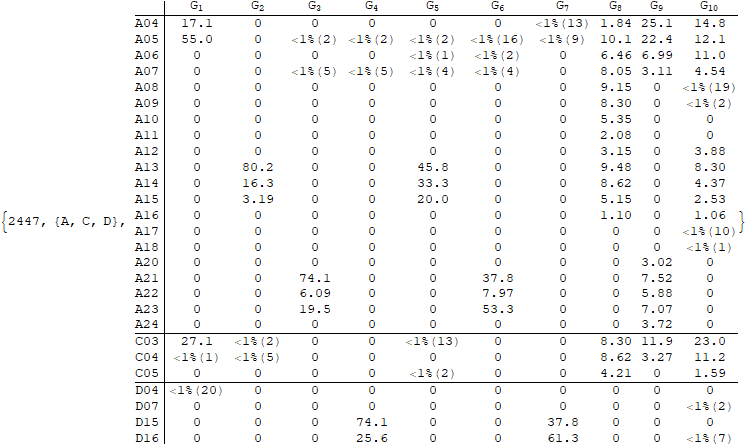 G1 G2 G3 G4 G5 G6 G7 G8 G9 G10
A04 17.1 0 0 0 0 0 <1%(13) 1.84 25.1 14.8
A05 55.0 0 <1%(2) <1%(2) <1%(2) <1%(16) <1%(9) 10.1 22.4 12.1
A06 0 0 0 0 <1%(1) <1%(2) 0 6.46 6.99 11.0
A07 0 0 <1%(5) <1%(5) <1%(4) <1%(4) 0 8.05 3.11 4.54
A08 0 0 0 0 0 0 0 9.15 0 <1%(19)
A09 0 0 0 0 0 0 0 8.30 0 <1%(2)
A10 0 0 0 0 0 0 0 5.35 0 0
A11 0 0 0 0 0 0 0 2.08 0 0
A12 0 0 0 0 0 0 0 3.15 0 3.88
A13 0 80.2 0 0 45.8 0 0 9.48 0 8.30
A14 0 16.3 0 0 33.3 0 0 8.62 0 4.37
A15 0 3.19 0 0 20.0 0 0 5.15 0 2.53
{2447, {A, C, D}, A16 0 0 0 0 0 0 0 1.10 0 1.06 }
A17 0 0 0 0 0 0 0 0 0 <1%(10)
A18 0 0 0 0 0 0 0 0 0 <1%(1)
A20 0 0 0 0 0 0 0 0 3.02 0
A21 0 0 74.1 0 0 37.8 0 0 7.52 0
A22 0 0 6.09 0 0 7.97 0 0 5.88 0
A23 0 0 19.5 0 0 53.3 0 0 7.07 0
A24 0 0 0 0 0 0 0 0 3.72 0
C03 27.1 <1%(2) 0 0 <1%(13) 0 0 8.30 11.9 23.0
C04 <1%(1) <1%(5) 0 0 0 0 0 8.62 3.27 11.2
C05 0 0 0 0 <1%(2) 0 0 4.21 0 1.59
D04 <1%(20) 0 0 0 0 0 0 0 0 0
D07 0 0 0 0 0 0 0 0 0 <1%(2)
D15 0 0 0 74.1 0 0 37.8 0 0 0
D16 0 0 0 25.6 0 0 61.3 0 0 <1%(7)